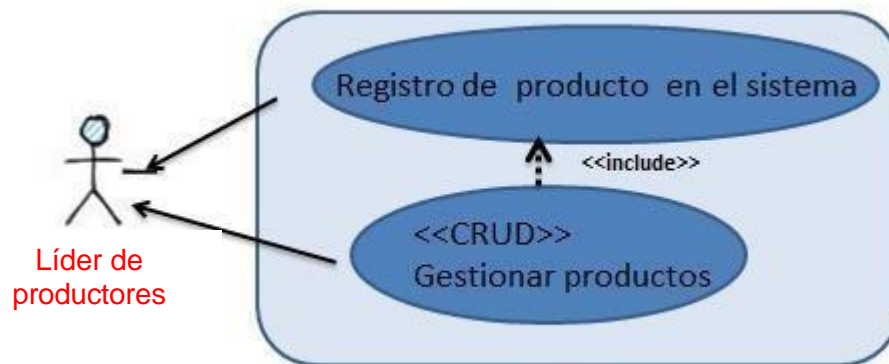 Registro de producto en el sistema
<<include>>
<<CRUD>>
Gestionar productos
Líder de
productores